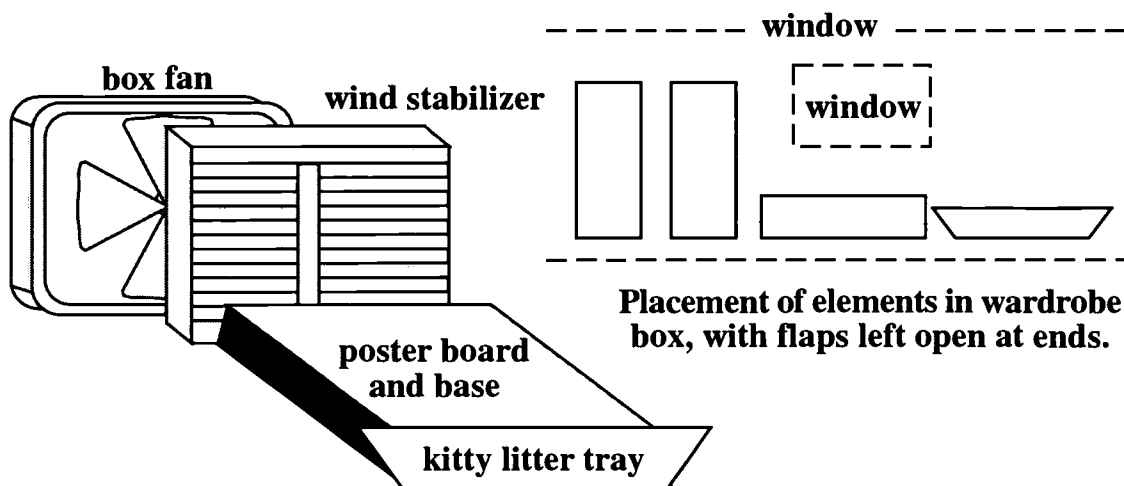 window
box fan
wind stabilizer
window
poster board
and base
kitty litter tray
Placement of elements in wardrobe
box, with flaps left open at ends.